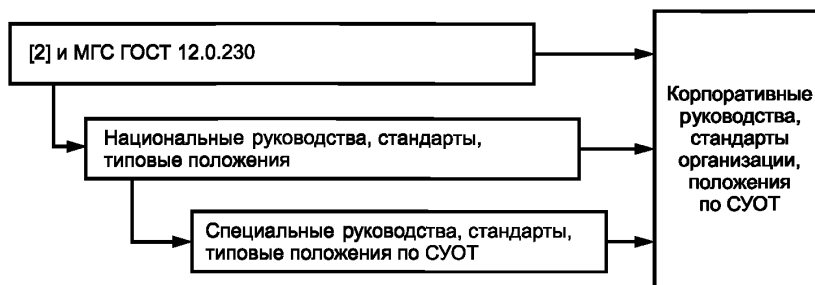 [2] и МГС ГОСТ 12.0.230
Национальные руководства, стандарты,
типовые положения
Специальные руководства, стандарты,
типовые положения по СУОТ
Корпоративные
руководства,
стандарты
организации,
положения
по СУОТ